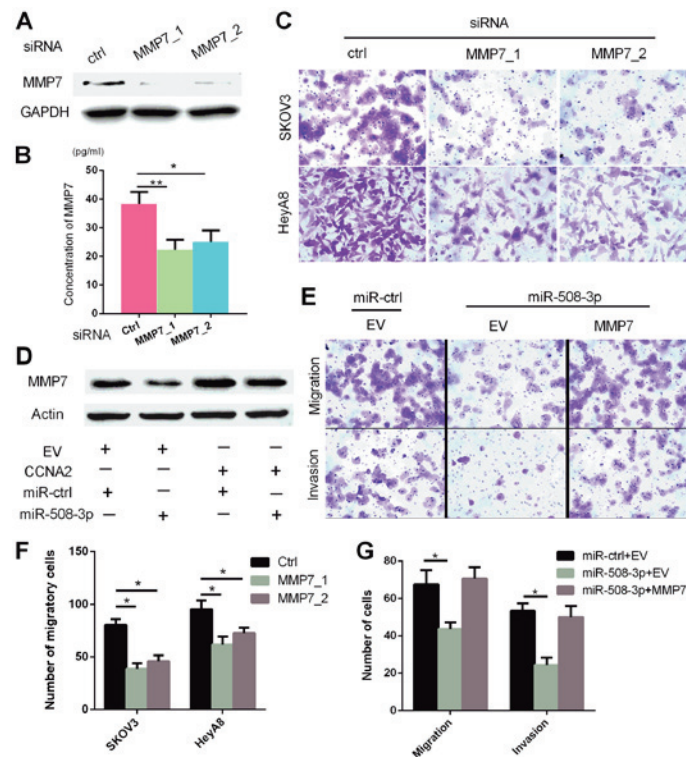 A
siRNA ctrl MMP7_1 MMP7_2
MMP7
GAPDH
B
(pg/ml)
Concentration of MMP7
50
40
30
20
10
0
*
**
siRNA Ctrl MMP7_1 MMP7_2
C
siRNA
ctrl MMP7_1 MMP7_2
SKOV3
HeyA8
D
MMP7
Actin
EV + + — —
CCNA2 — — + +
miR-ctrl + — + —
miR-508-3p — + — +
E
miR-ctrl miR-508-3p
EV EV MMP7
Migration
Invasion
F
Number of migratory cells
150
100
50
0
Ctrl
MMP7_1
MMP7_2
* *
* *
SKOV3 HeyA8
G
Number of cells
80
60
40
20
0
miR-ctrl+EV
miR-508-3p+EV
miR-508-3p+MMP7
* *
Migration Invasion